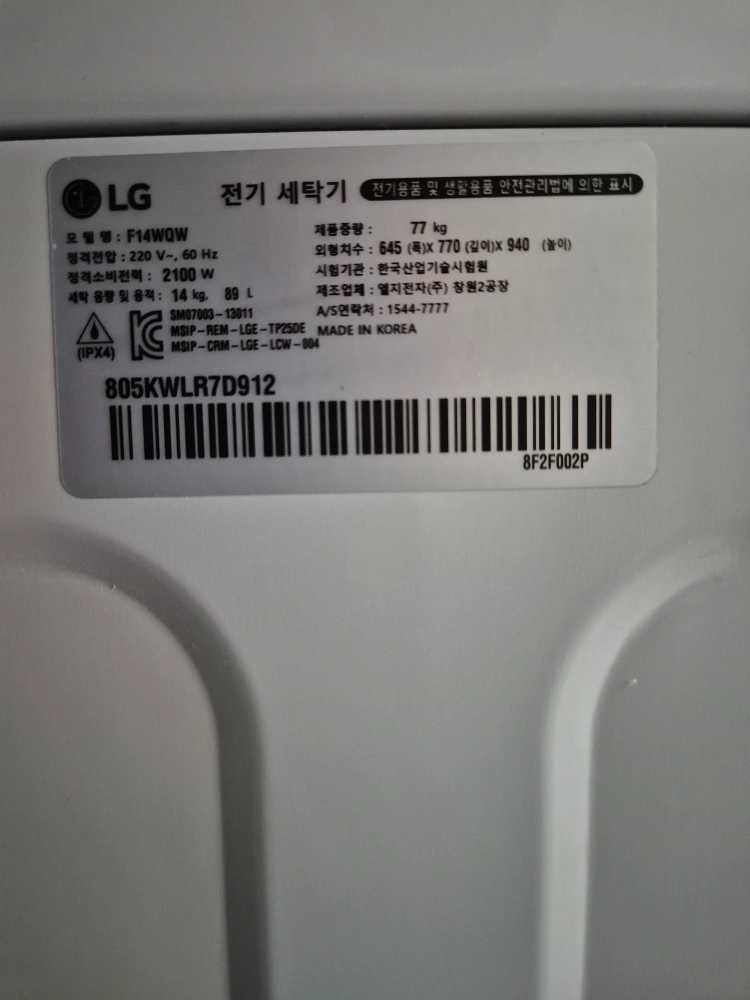 LG 전기 세탁기 전기용품 및 생활용품 안전관리법에 의한 표시
모 델 명 : F14WQW
정격전압 : 220 V~, 60 Hz
정격소비전력 : 2100 W
세탁 용량 및 용적 : 14 kg, 89 L
제품중량 : 77 kg
외형치수 : 645 (폭)X 770 (깊이)X 940 (높이)
시험기관 : 한국산업기술시험원
제조업체 : 엘지전자(주) 창원2공장
A/S연락처 : 1544-7777
MADE IN KOREA
(IPX4)
SM07003-13011
MSIP-REM-LGE-TP25DE
MSIP-CRM-LGE-LCW-004
805KWLR7D912
8F2F002P